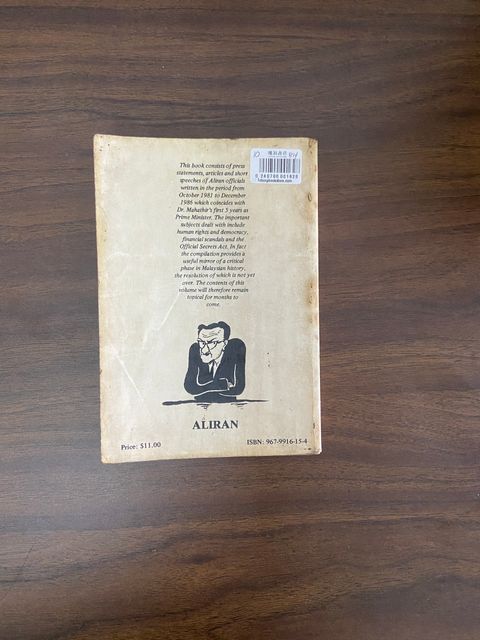 This book consists of press
statements, articles and short
speeches of Aliran officials
written in the period from
October 1981 to December
1986 which coincides with
Dr. Mahathir's first 5 years as
Prime Minister. The important
subjects dealt with include
human rights and democracy,
financial scandals and the
Official Secrets Act. In fact
the compilation provides a
useful mirror of a critical
phase in Malaysian history,
the resolution of which is not yet
over. The contents of this
volume will therefore remain
topical for months to
come.
ALIRAN
Price: $11.00
ISBN: 967-9916-15-4